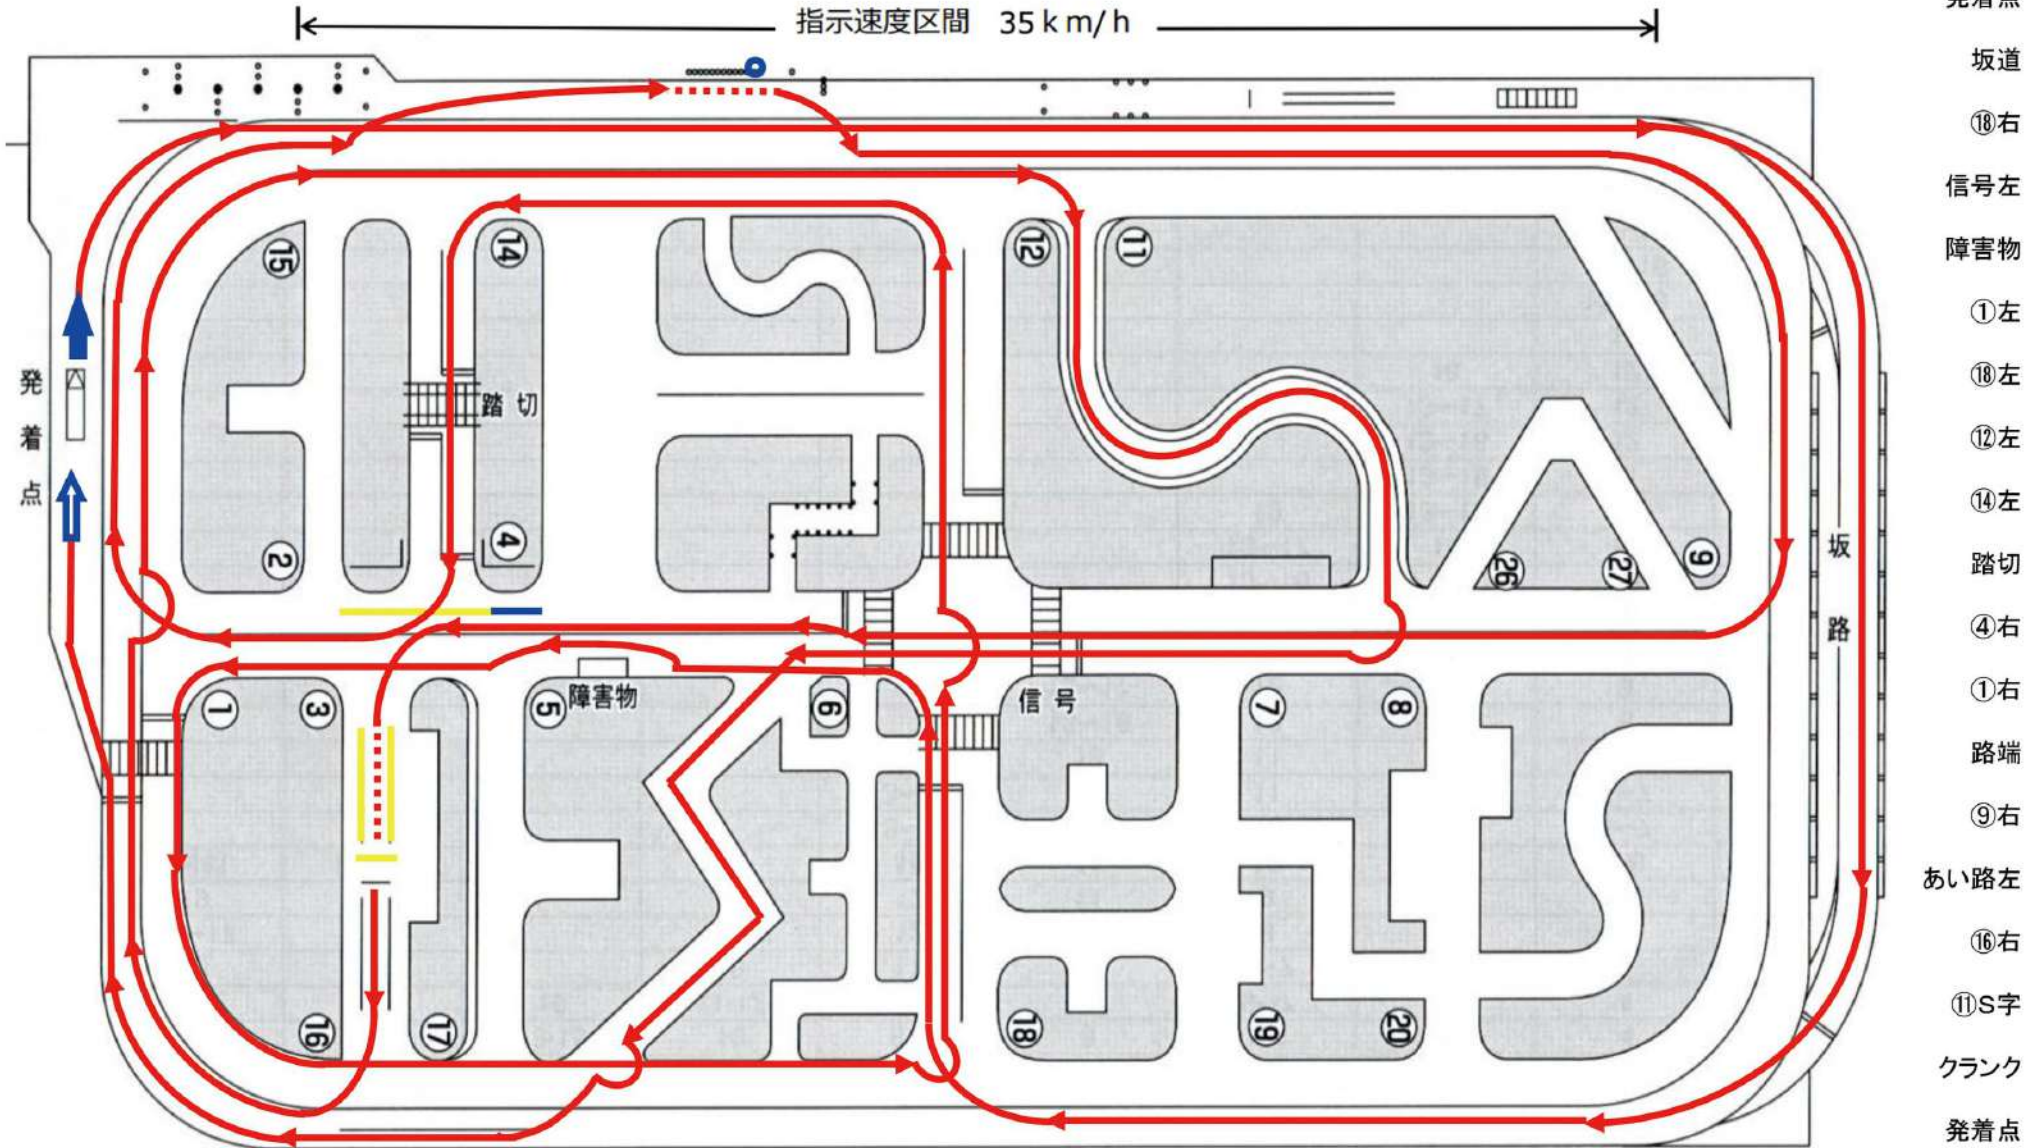 指示速度区間 35km/h
発着点
坂道
⑱右
信号左
障害物
①左
⑱左
⑫左
⑭左
踏切
④右
①右
路端
⑨右
あい路左
⑯右
⑪S字
クランク
発着点
⑮
⑭
⑫
⑪
発着点
踏切
②
④
㉖
㉗
⑨
坂路
①
③
⑤
障害物
⑥
信号
⑦
⑧
⑯
⑰
⑱
⑲
⑳